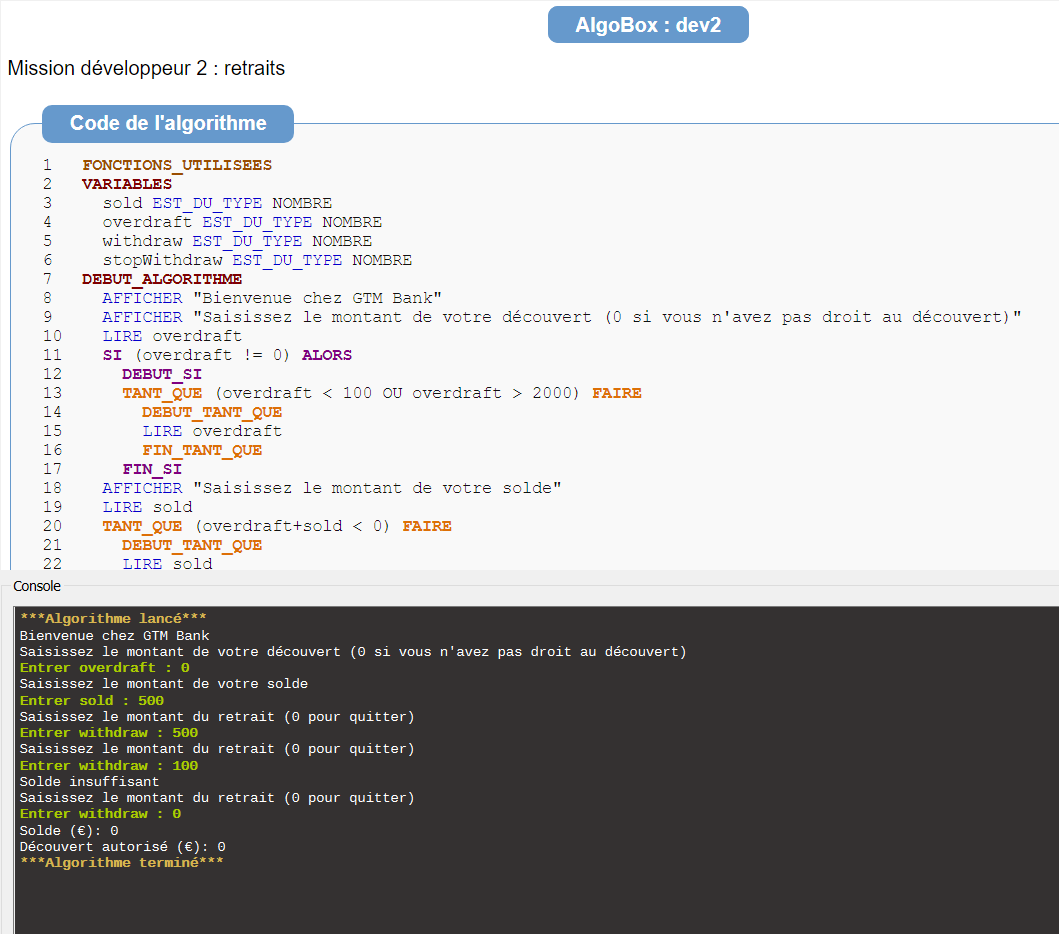 AlgoBox : dev2
Mission développeur 2 : retraits
Code de l'algorithme
1 FONCTIONS_UTILISEES
2 VARIABLES
3 sold EST_DU_TYPE NOMBRE
4 overdraft EST_DU_TYPE NOMBRE
5 withdraw EST_DU_TYPE NOMBRE
6 stopWithdraw EST_DU_TYPE NOMBRE
7 DEBUT_ALGORITHME
8 AFFICHER "Bienvenue chez GTM Bank"
9 AFFICHER "Saisissez le montant de votre découvert (0 si vous n'avez pas droit au découvert)"
10 LIRE overdraft
11 SI (overdraft != 0) ALORS
12 DEBUT_SI
13 TANT_QUE (overdraft < 100 OU overdraft > 2000) FAIRE
14 DEBUT_TANT_QUE
15 LIRE overdraft
16 FIN_TANT_QUE
17 FIN_SI
18 AFFICHER "Saisissez le montant de votre solde"
19 LIRE sold
20 TANT_QUE (overdraft+sold < 0) FAIRE
21 DEBUT_TANT_QUE
22 LIRE sold
Console
***Algorithme lancé***
Bienvenue chez GTM Bank
Saisissez le montant de votre découvert (0 si vous n'avez pas droit au découvert)
Entrer overdraft : 0
Saisissez le montant de votre solde
Entrer sold : 500
Saisissez le montant du retrait (0 pour quitter)
Entrer withdraw : 500
Saisissez le montant du retrait (0 pour quitter)
Entrer withdraw : 100
Solde insuffisant
Saisissez le montant du retrait (0 pour quitter)
Entrer withdraw : 0
Solde (€): 0
Découvert autorisé (€): 0
***Algorithme terminé***